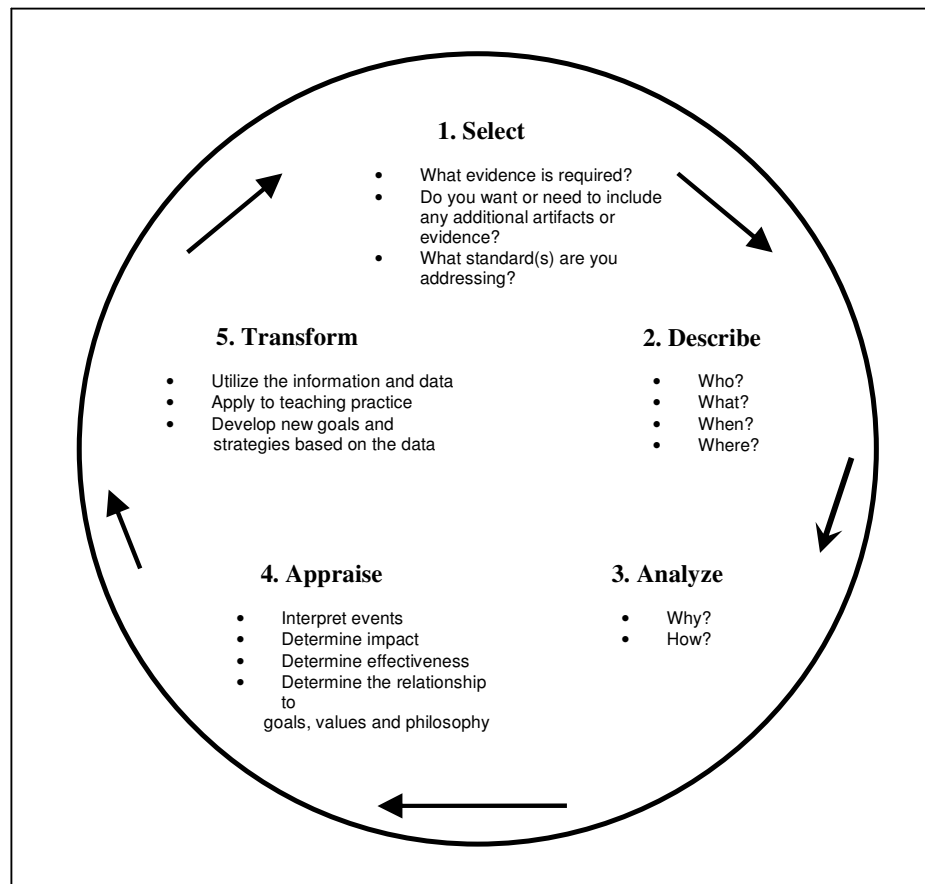 1. Select
• What evidence is required?
• Do you want or need to include
any additional artifacts or
evidence?
• What standard(s) are you
addressing?
2. Describe
• Who?
• What?
• When?
• Where?
3. Analyze
• Why?
• How?
4. Appraise
• Interpret events
• Determine impact
• Determine effectiveness
• Determine the relationship
to
goals, values and philosophy
5. Transform
• Utilize the information and data
• Apply to teaching practice
• Develop new goals and
strategies based on the data